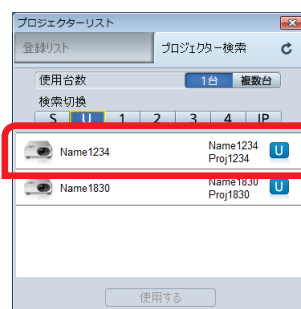 プロジェクターリスト
登録リスト プロジェクター検索
使用台数 1台 複数台
検索切換
S U 1 2 3 4 IP
Name1234 Name1234 U
Proj1234
Name1830 Name1830 U
Proj1830
使用する